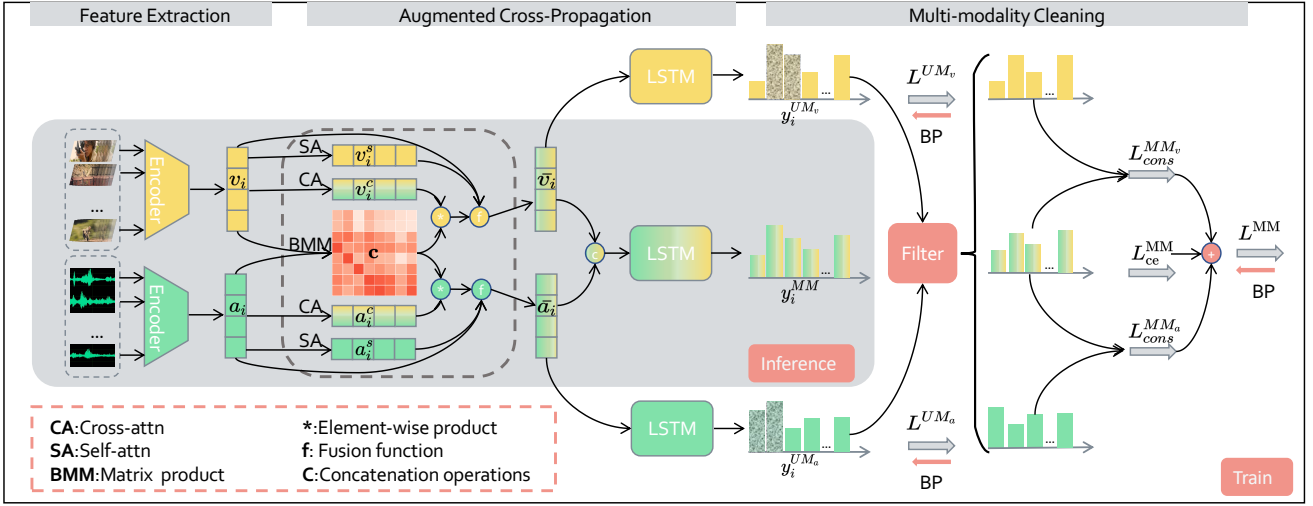 Feature Extraction
Augmented Cross-Propagation
Multi-modality Cleaning
LSTM
...
y_i^{UM_v}
L^{UM_v}
BP
...
L_{cons}^{MM_v}
...
Encoder
v_i
SA
v_i^s
CA
v_i^c
*
f
BMM
c
v̄_i
c
LSTM
...
y_i^{MM}
Filter
...
L_{ce}^{MM}
+
L^{MM}
BP
...
Encoder
a_i
*
f
CA
a_i^c
SA
a_i^s
ā_i
Inference
L_{cons}^{MM_a}
LSTM
...
y_i^{UM_a}
L^{UM_a}
BP
...
CA:Cross-attn
SA:Self-attn
BMM:Matrix product
*:Element-wise product
f: Fusion function
C:Concatenation operations
Train